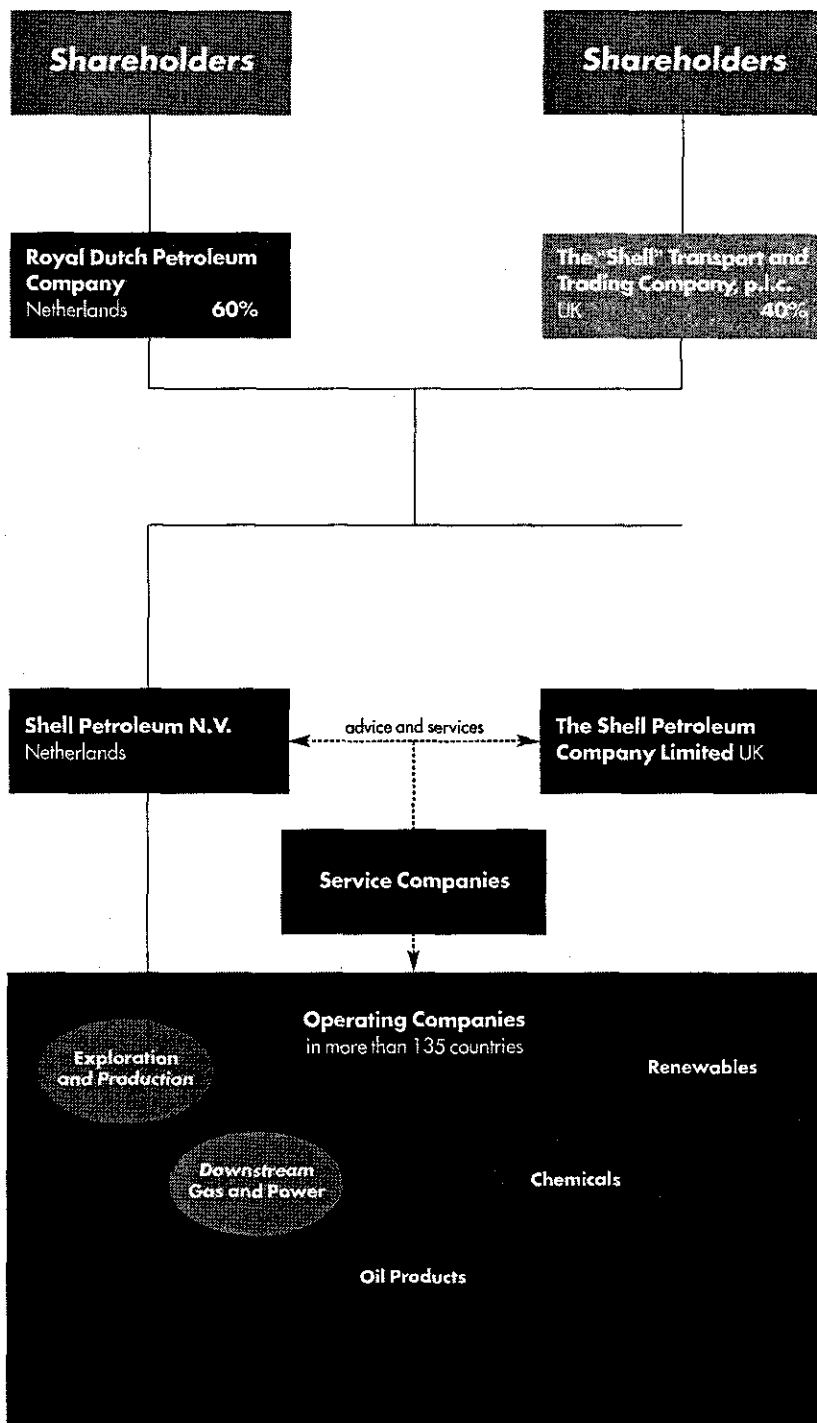 Shareholders
Shareholders
Royal Dutch Petroleum
Company
Netherlands 60%
The "Shell" Transport and
Trading Company, p.l.c.
UK 40%
Shell Petroleum N.V.
Netherlands
advice and services
The Shell Petroleum
Company Limited UK
Service Companies
Operating Companies
in more than 135 countries
Exploration
and Production
Renewables
Downstream
Gas and Power
Chemicals
Oil Products